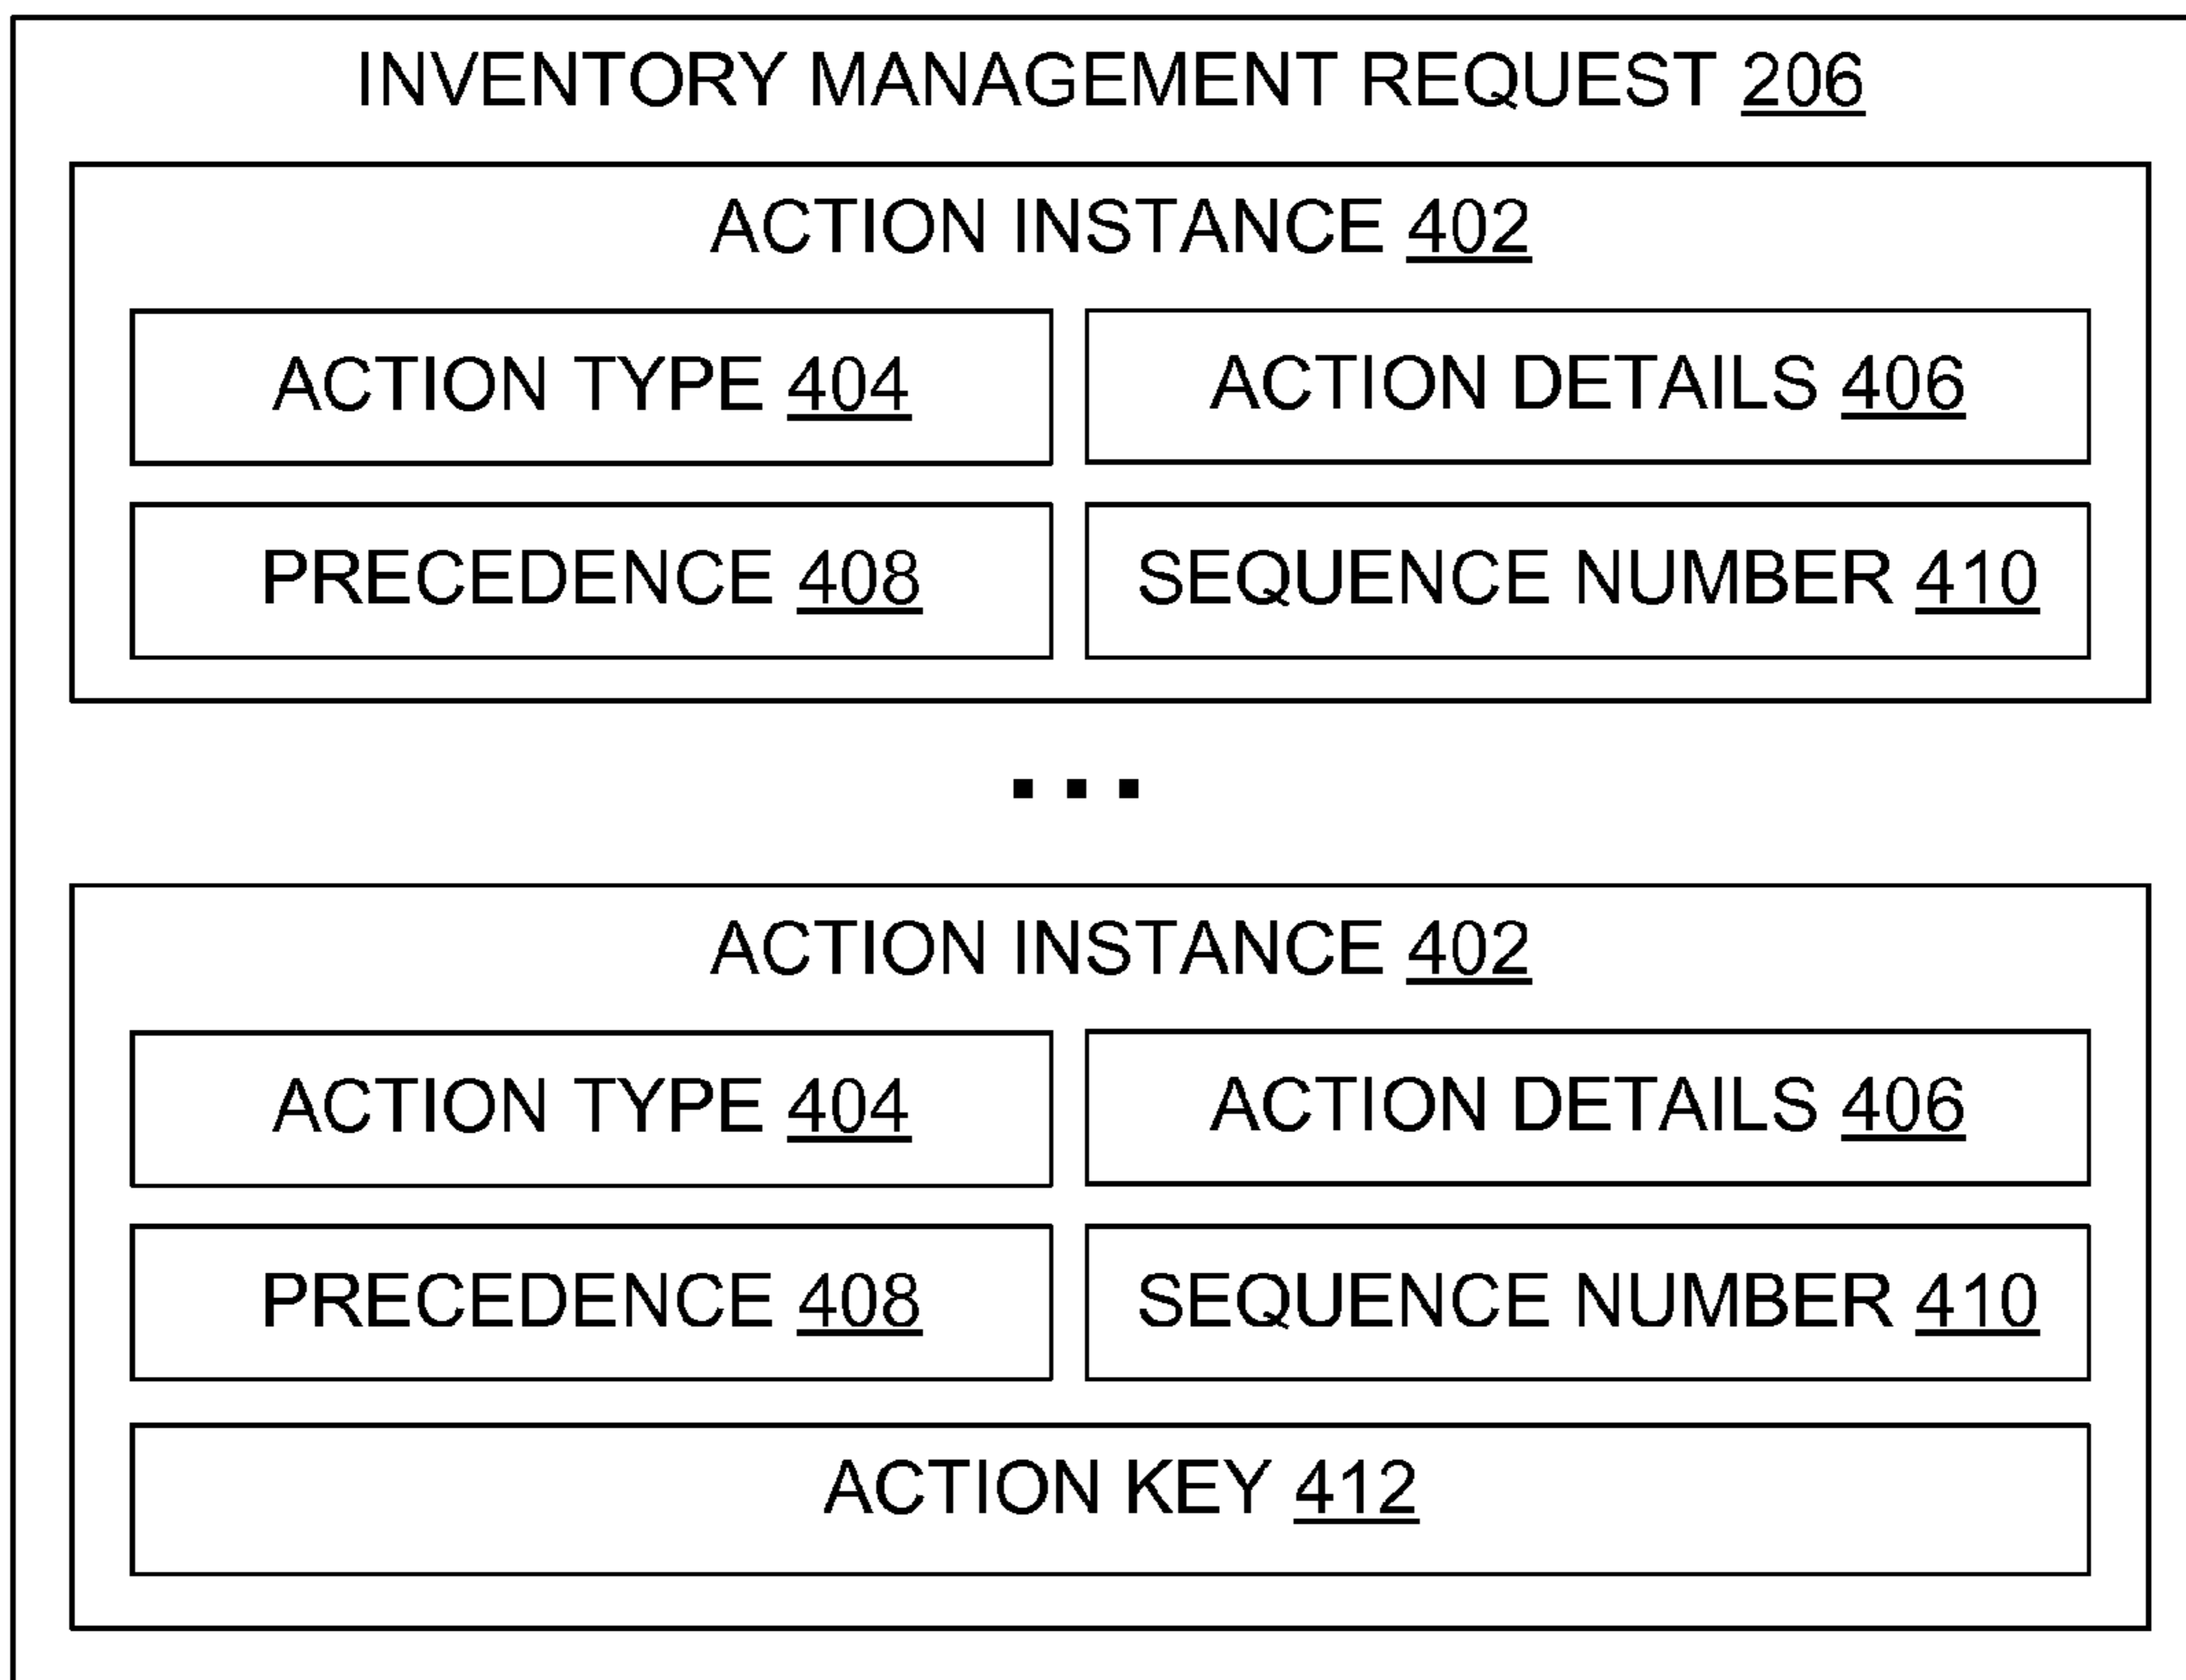 INVENTORY MANAGEMENT REQUEST 206
ACTION INSTANCE 402
ACTION TYPE 404
ACTION DETAILS 406
PRECEDENCE 408
SEQUENCE NUMBER 410
...
ACTION INSTANCE 402
ACTION TYPE 404
ACTION DETAILS 406
PRECEDENCE 408
SEQUENCE NUMBER 410
ACTION KEY 412